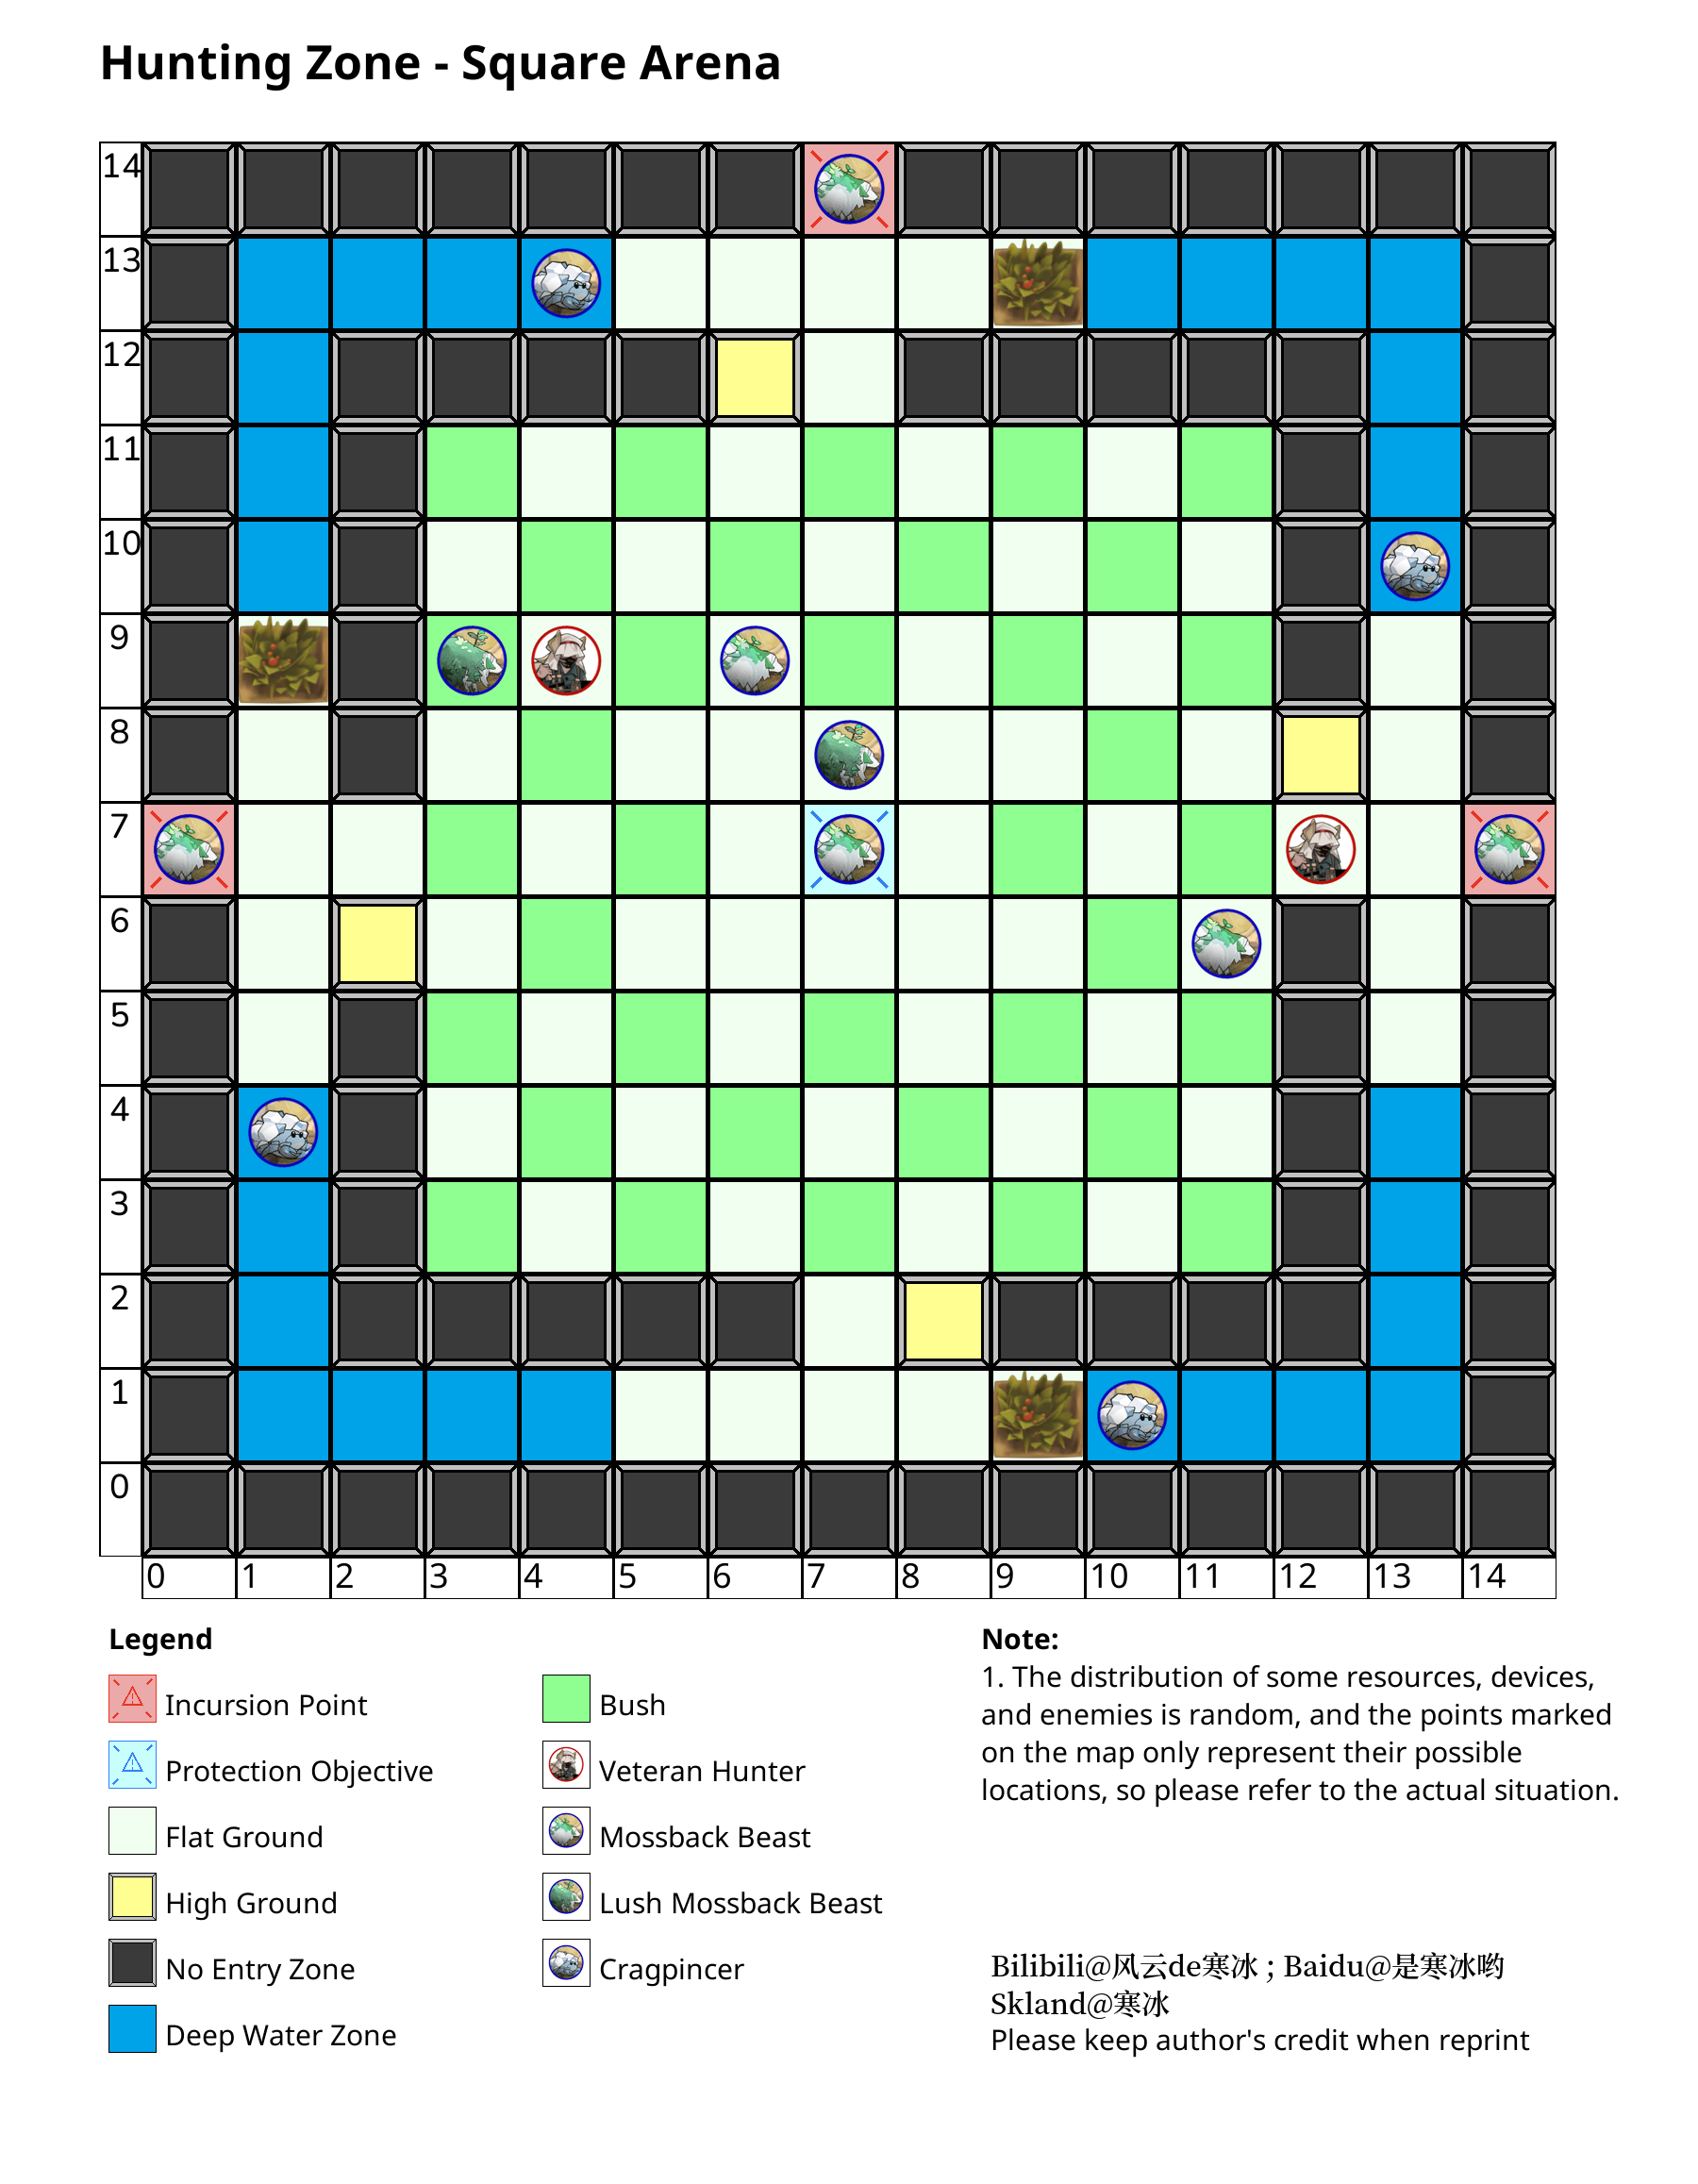 Hunting Zone - Square Arena
14
13
12
11
10
9
8
7
6
5
4
3
2
1
0
0 1 2 3 4 5 6 7 8 9 10 11 12 13 14
Legend
Incursion Point
Protection Objective
Flat Ground
High Ground
No Entry Zone
Deep Water Zone
Bush
Veteran Hunter
Mossback Beast
Lush Mossback Beast
Cragpincer
Note:
1. The distribution of some resources, devices,
and enemies is random, and the points marked
on the map only represent their possible
locations, so please refer to the actual situation.
Bilibili@风云de寒冰 ; Baidu@是寒冰哟
Skland@寒冰
Please keep author's credit when reprint